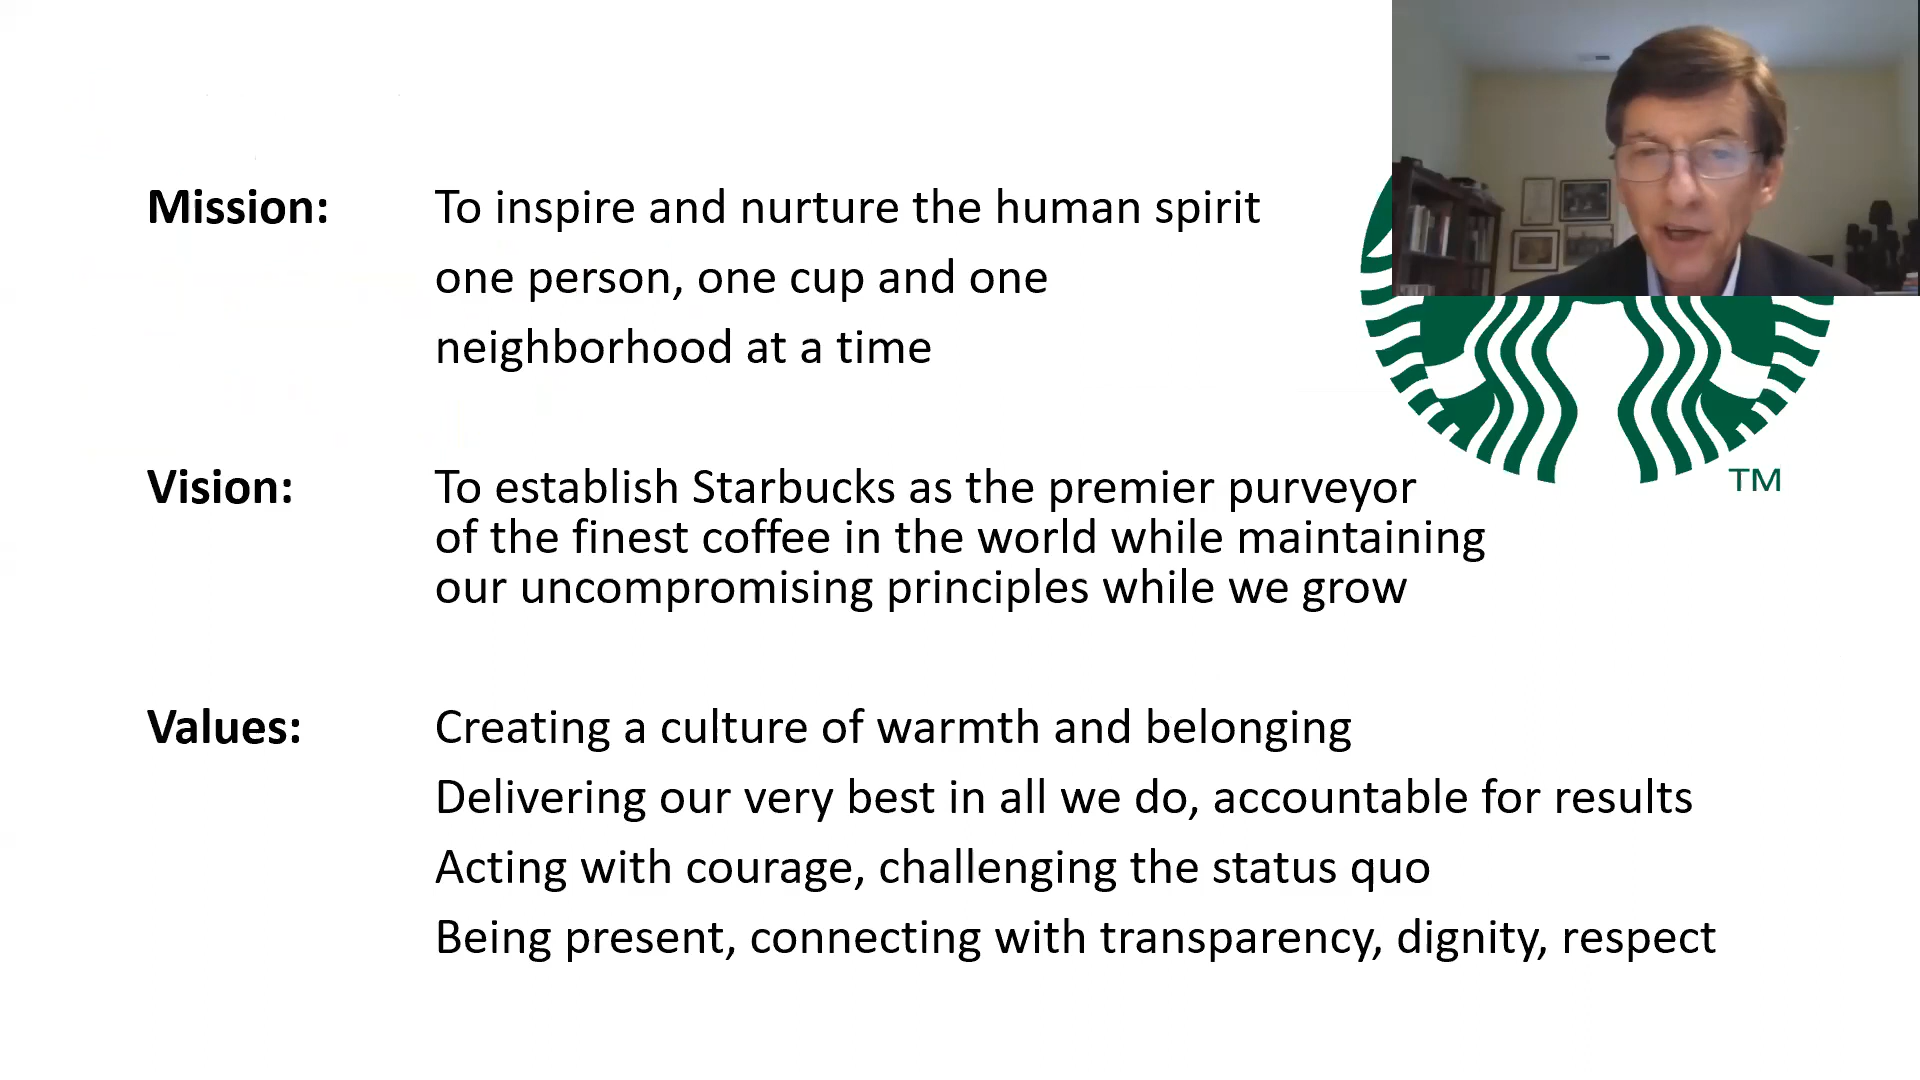 Mission: To inspire and nurture the human spirit
one person, one cup and one
neighborhood at a time
TM
Vision: To establish Starbucks as the premier purveyor
of the finest coffee in the world while maintaining
our uncompromising principles while we grow
Values: Creating a culture of warmth and belonging
Delivering our very best in all we do, accountable for results
Acting with courage, challenging the status quo
Being present, connecting with transparency, dignity, respect